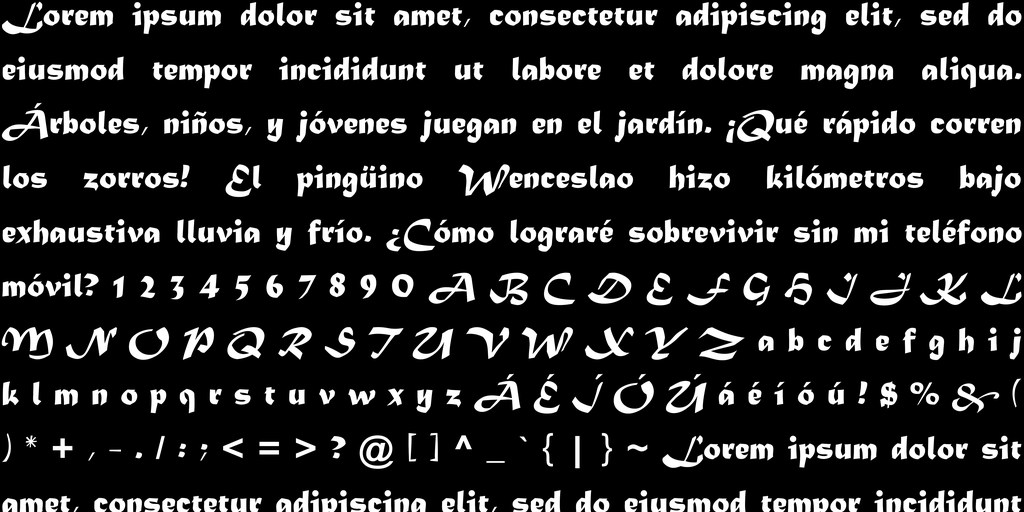 Lorem ipsum dolor sit amet, consectetur adipiscing elit, sed do
eiusmod tempor incididunt ut labore et dolore magna aliqua.
Árboles, niños, y jóvenes juegan en el jardín. ¡Qué rápido corren
los zorros! El pingüino Wenceslao hizo kilómetros bajo
exhaustiva lluvia y frío. ¿Cómo lograré sobrevivir sin mi teléfono
móvil? 1 2 3 4 5 6 7 8 9 0 A B C D E F G H I J K L
M N O P Q R S T U V W X Y Z a b c d e f g h i j
k l m n o p q r s t u v w x y z Á É Í Ó Ú á é í ó ú ! $ % & (
) * + , - . / : ; < = > ? @ [ ] ^ _ ` { | } ~ Lorem ipsum dolor sit
amet, consectetur adipiscing elit, sed do eiusmod tempor incididunt